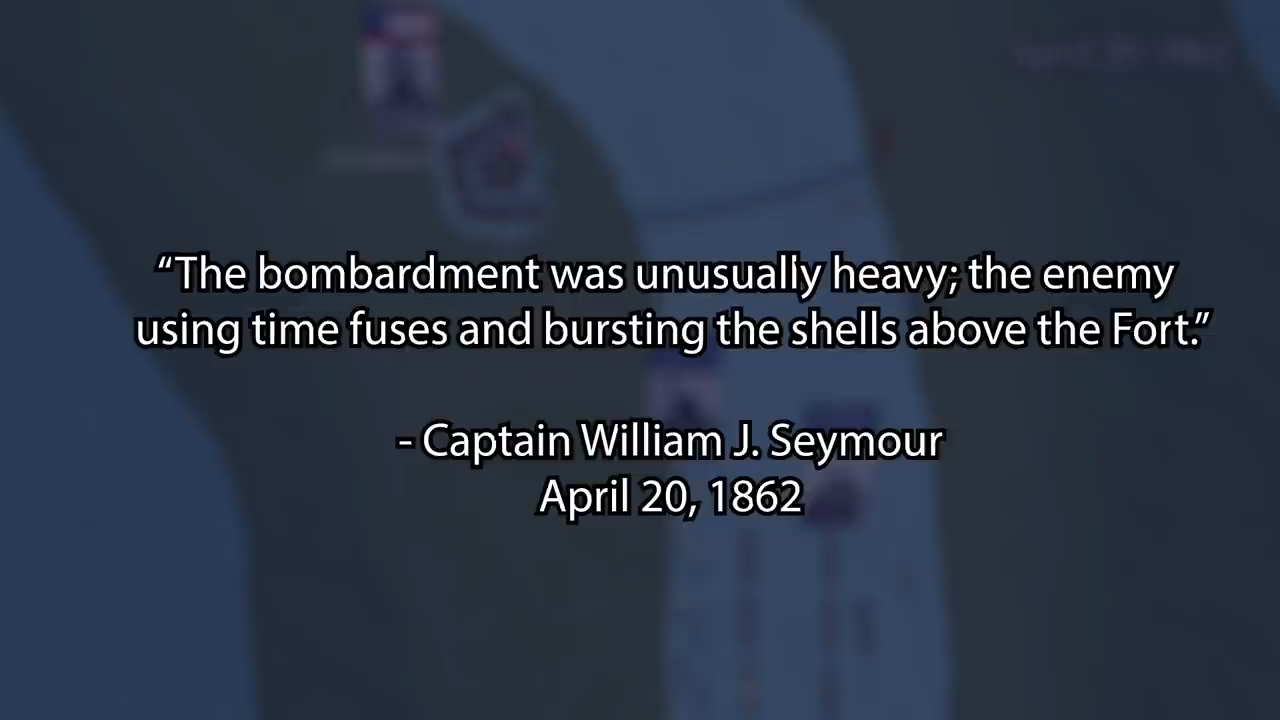 “The bombardment was unusually heavy; the enemy
using time fuses and bursting the shells above the Fort.”
- Captain William J. Seymour
April 20, 1862